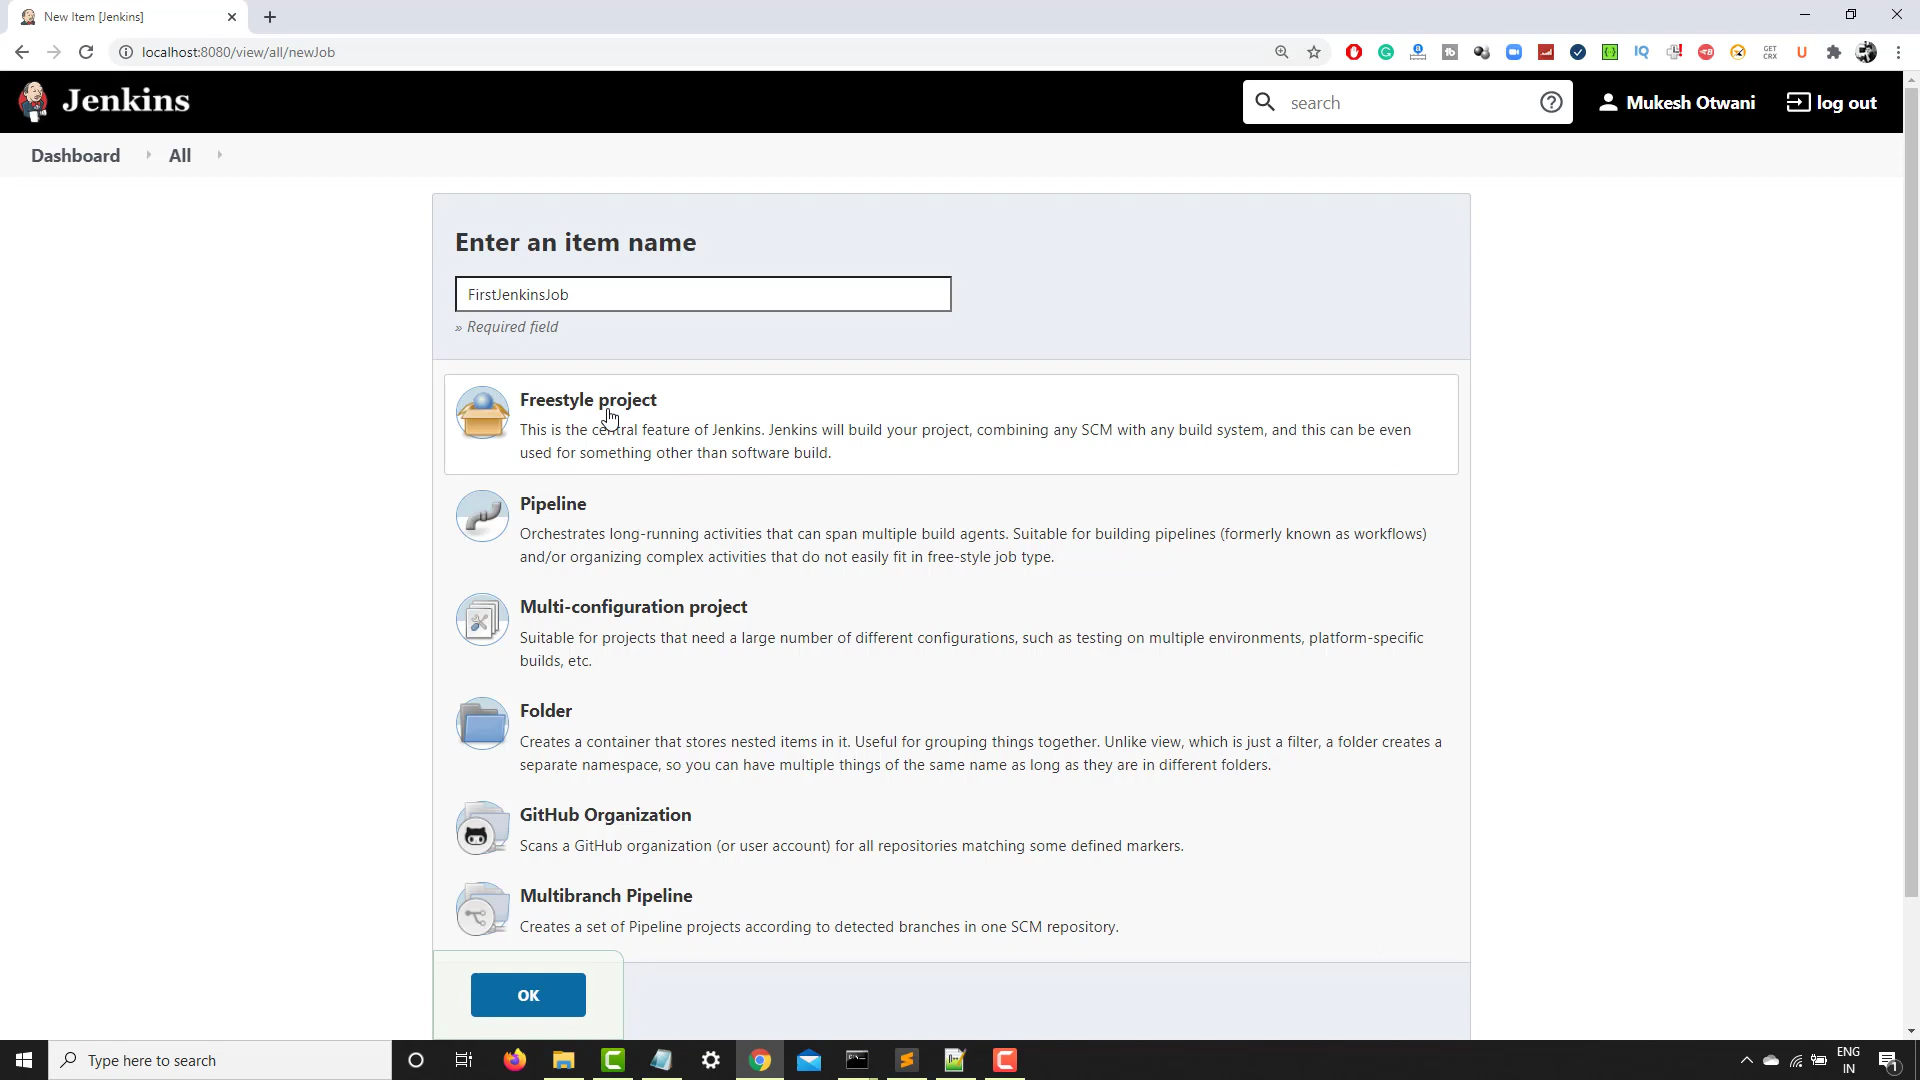 New Item [Jenkins]
localhost:8080/view/all/newJob
Jenkins
search
Mukesh Otwani
log out
Dashboard
All
Enter an item name
FirstJenkinsJob
» Required field
Freestyle project
This is the central feature of Jenkins. Jenkins will build your project, combining any SCM with any build system, and this can be even
used for something other than software build.
Pipeline
Orchestrates long-running activities that can span multiple build agents. Suitable for building pipelines (formerly known as workflows)
and/or organizing complex activities that do not easily fit in free-style job type.
Multi-configuration project
Suitable for projects that need a large number of different configurations, such as testing on multiple environments, platform-specific
builds, etc.
Folder
Creates a container that stores nested items in it. Useful for grouping things together. Unlike view, which is just a filter, a folder creates a
separate namespace, so you can have multiple things of the same name as long as they are in different folders.
GitHub Organization
Scans a GitHub organization (or user account) for all repositories matching some defined markers.
Multibranch Pipeline
Creates a set of Pipeline projects according to detected branches in one SCM repository.
OK
Type here to search
ENG
IN
1